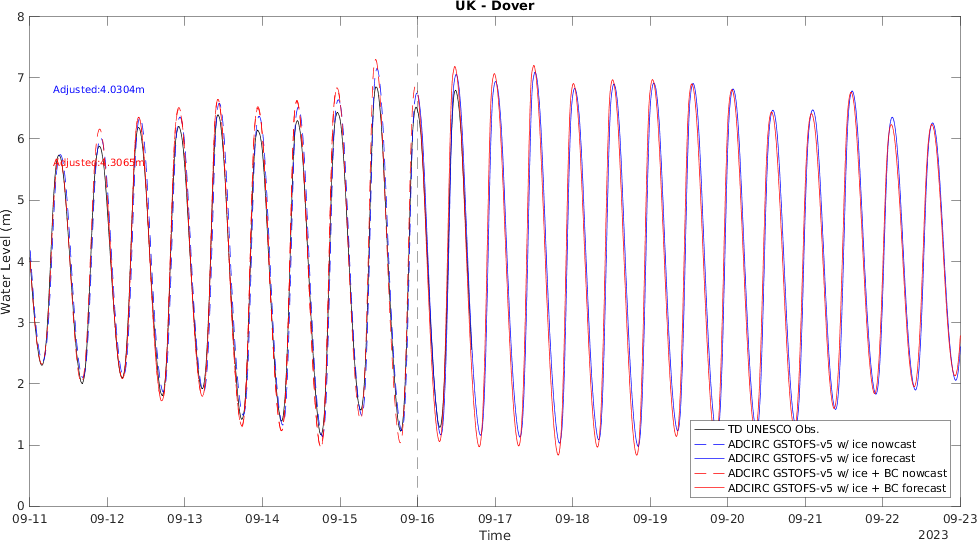 UK - Dover
8
7
6
5
4
3
2
1
0
Water Level (m)
Adjusted:4.0304m
Adjusted:4.3065m
TD UNESCO Obs.
ADCIRC GSTOFS-v5 w/ ice nowcast
ADCIRC GSTOFS-v5 w/ ice forecast
ADCIRC GSTOFS-v5 w/ ice + BC nowcast
ADCIRC GSTOFS-v5 w/ ice + BC forecast
09-11 09-12 09-13 09-14 09-15 09-16 09-17 09-18 09-19 09-20 09-21 09-22 09-23
Time
2023